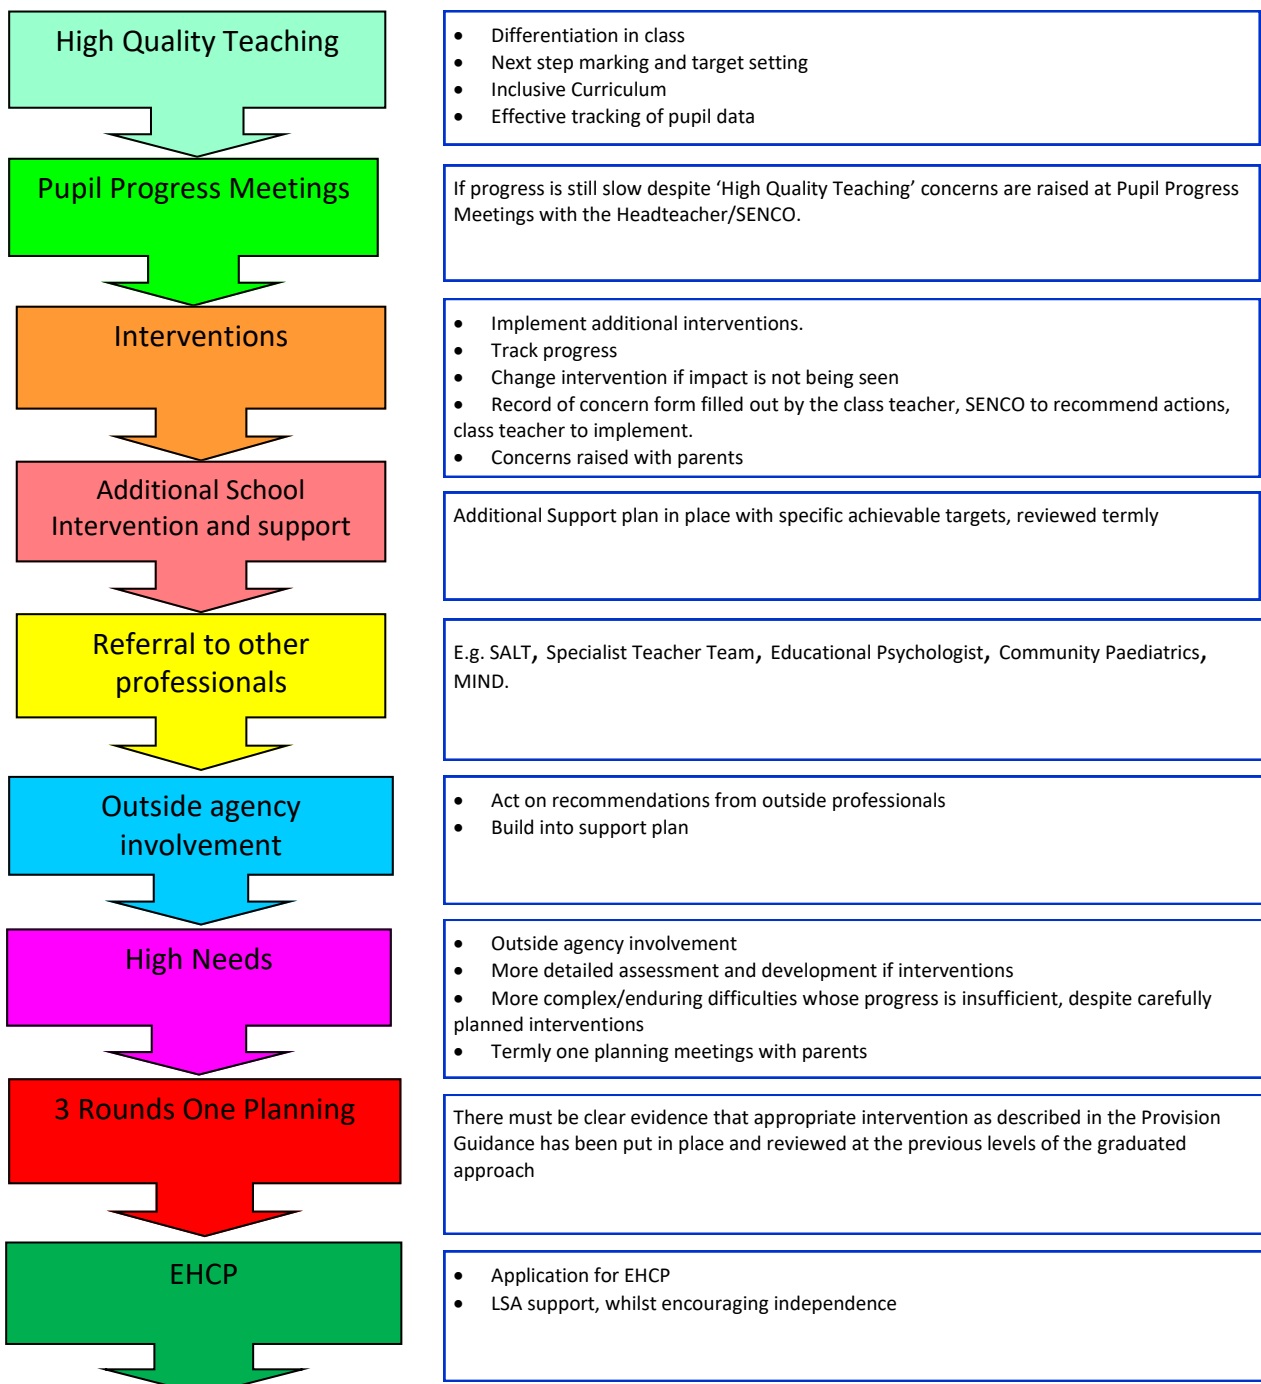 High Quality Teaching
• Differentiation in class
• Next step marking and target setting
• Inclusive Curriculum
• Effective tracking of pupil data
Pupil Progress Meetings
If progress is still slow despite ‘High Quality Teaching’ concerns are raised at Pupil Progress
Meetings with the Headteacher/SENCO.
Interventions
• Implement additional interventions.
• Track progress
• Change intervention if impact is not being seen
• Record of concern form filled out by the class teacher, SENCO to recommend actions,
class teacher to implement.
• Concerns raised with parents
Additional School
Intervention and support
Additional Support plan in place with specific achievable targets, reviewed termly
Referral to other
professionals
E.g. SALT, Specialist Teacher Team, Educational Psychologist, Community Paediatrics,
MIND.
Outside agency
involvement
• Act on recommendations from outside professionals
• Build into support plan
High Needs
• Outside agency involvement
• More detailed assessment and development if interventions
• More complex/enduring difficulties whose progress is insufficient, despite carefully
planned interventions
• Termly one planning meetings with parents
3 Rounds One Planning
There must be clear evidence that appropriate intervention as described in the Provision
Guidance has been put in place and reviewed at the previous levels of the graduated
approach
EHCP
• Application for EHCP
• LSA support, whilst encouraging independence